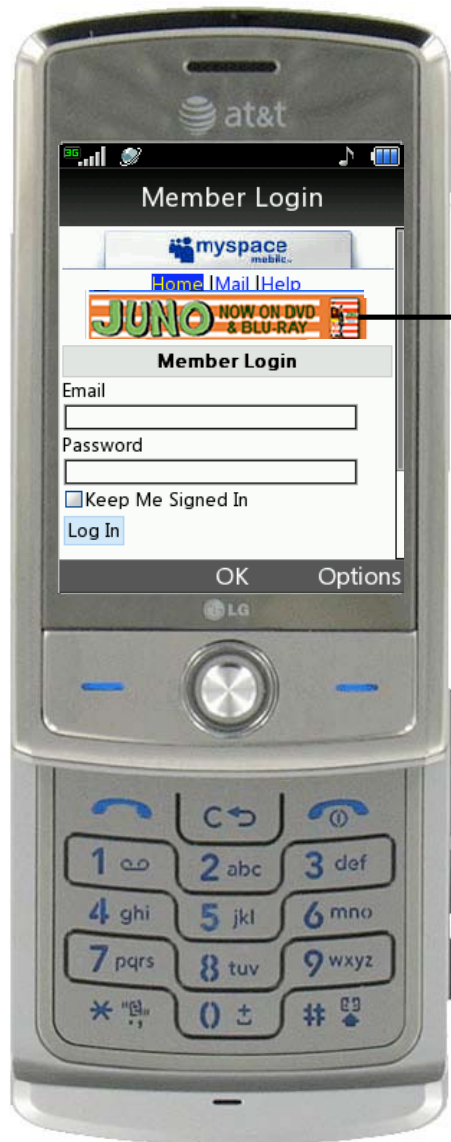 at&t
3G
Member Login
myspace
mobile™
Home |Mail |Help
JUNO NOW ON DVD
& BLU-RAY
Member Login
Email
Password
Keep Me Signed In
Log In
OK Options
LG
C
1 2 abc 3 def
4 ghi 5 jkl 6 mno
7 pqrs 8 tuv 9 wxyz
* 0 ± #